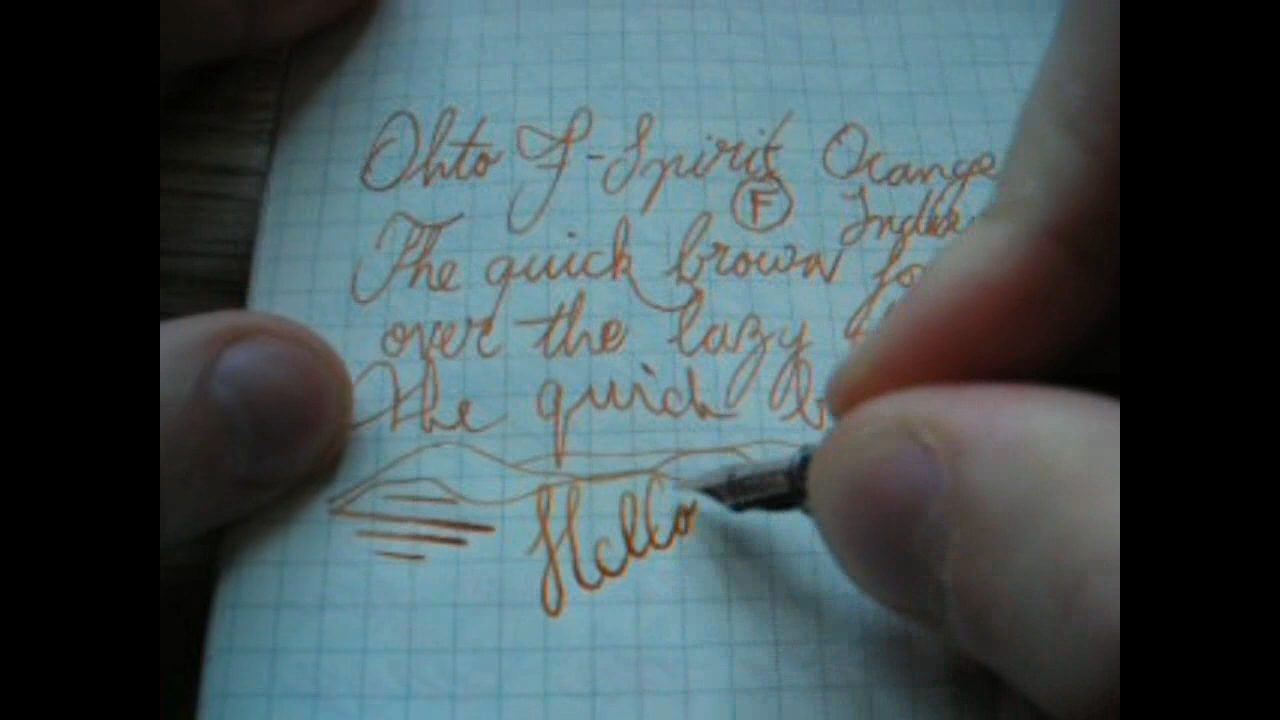 Ohto F-Spirit Orange
F
The quick brown
over the lazy
The quick
Hello